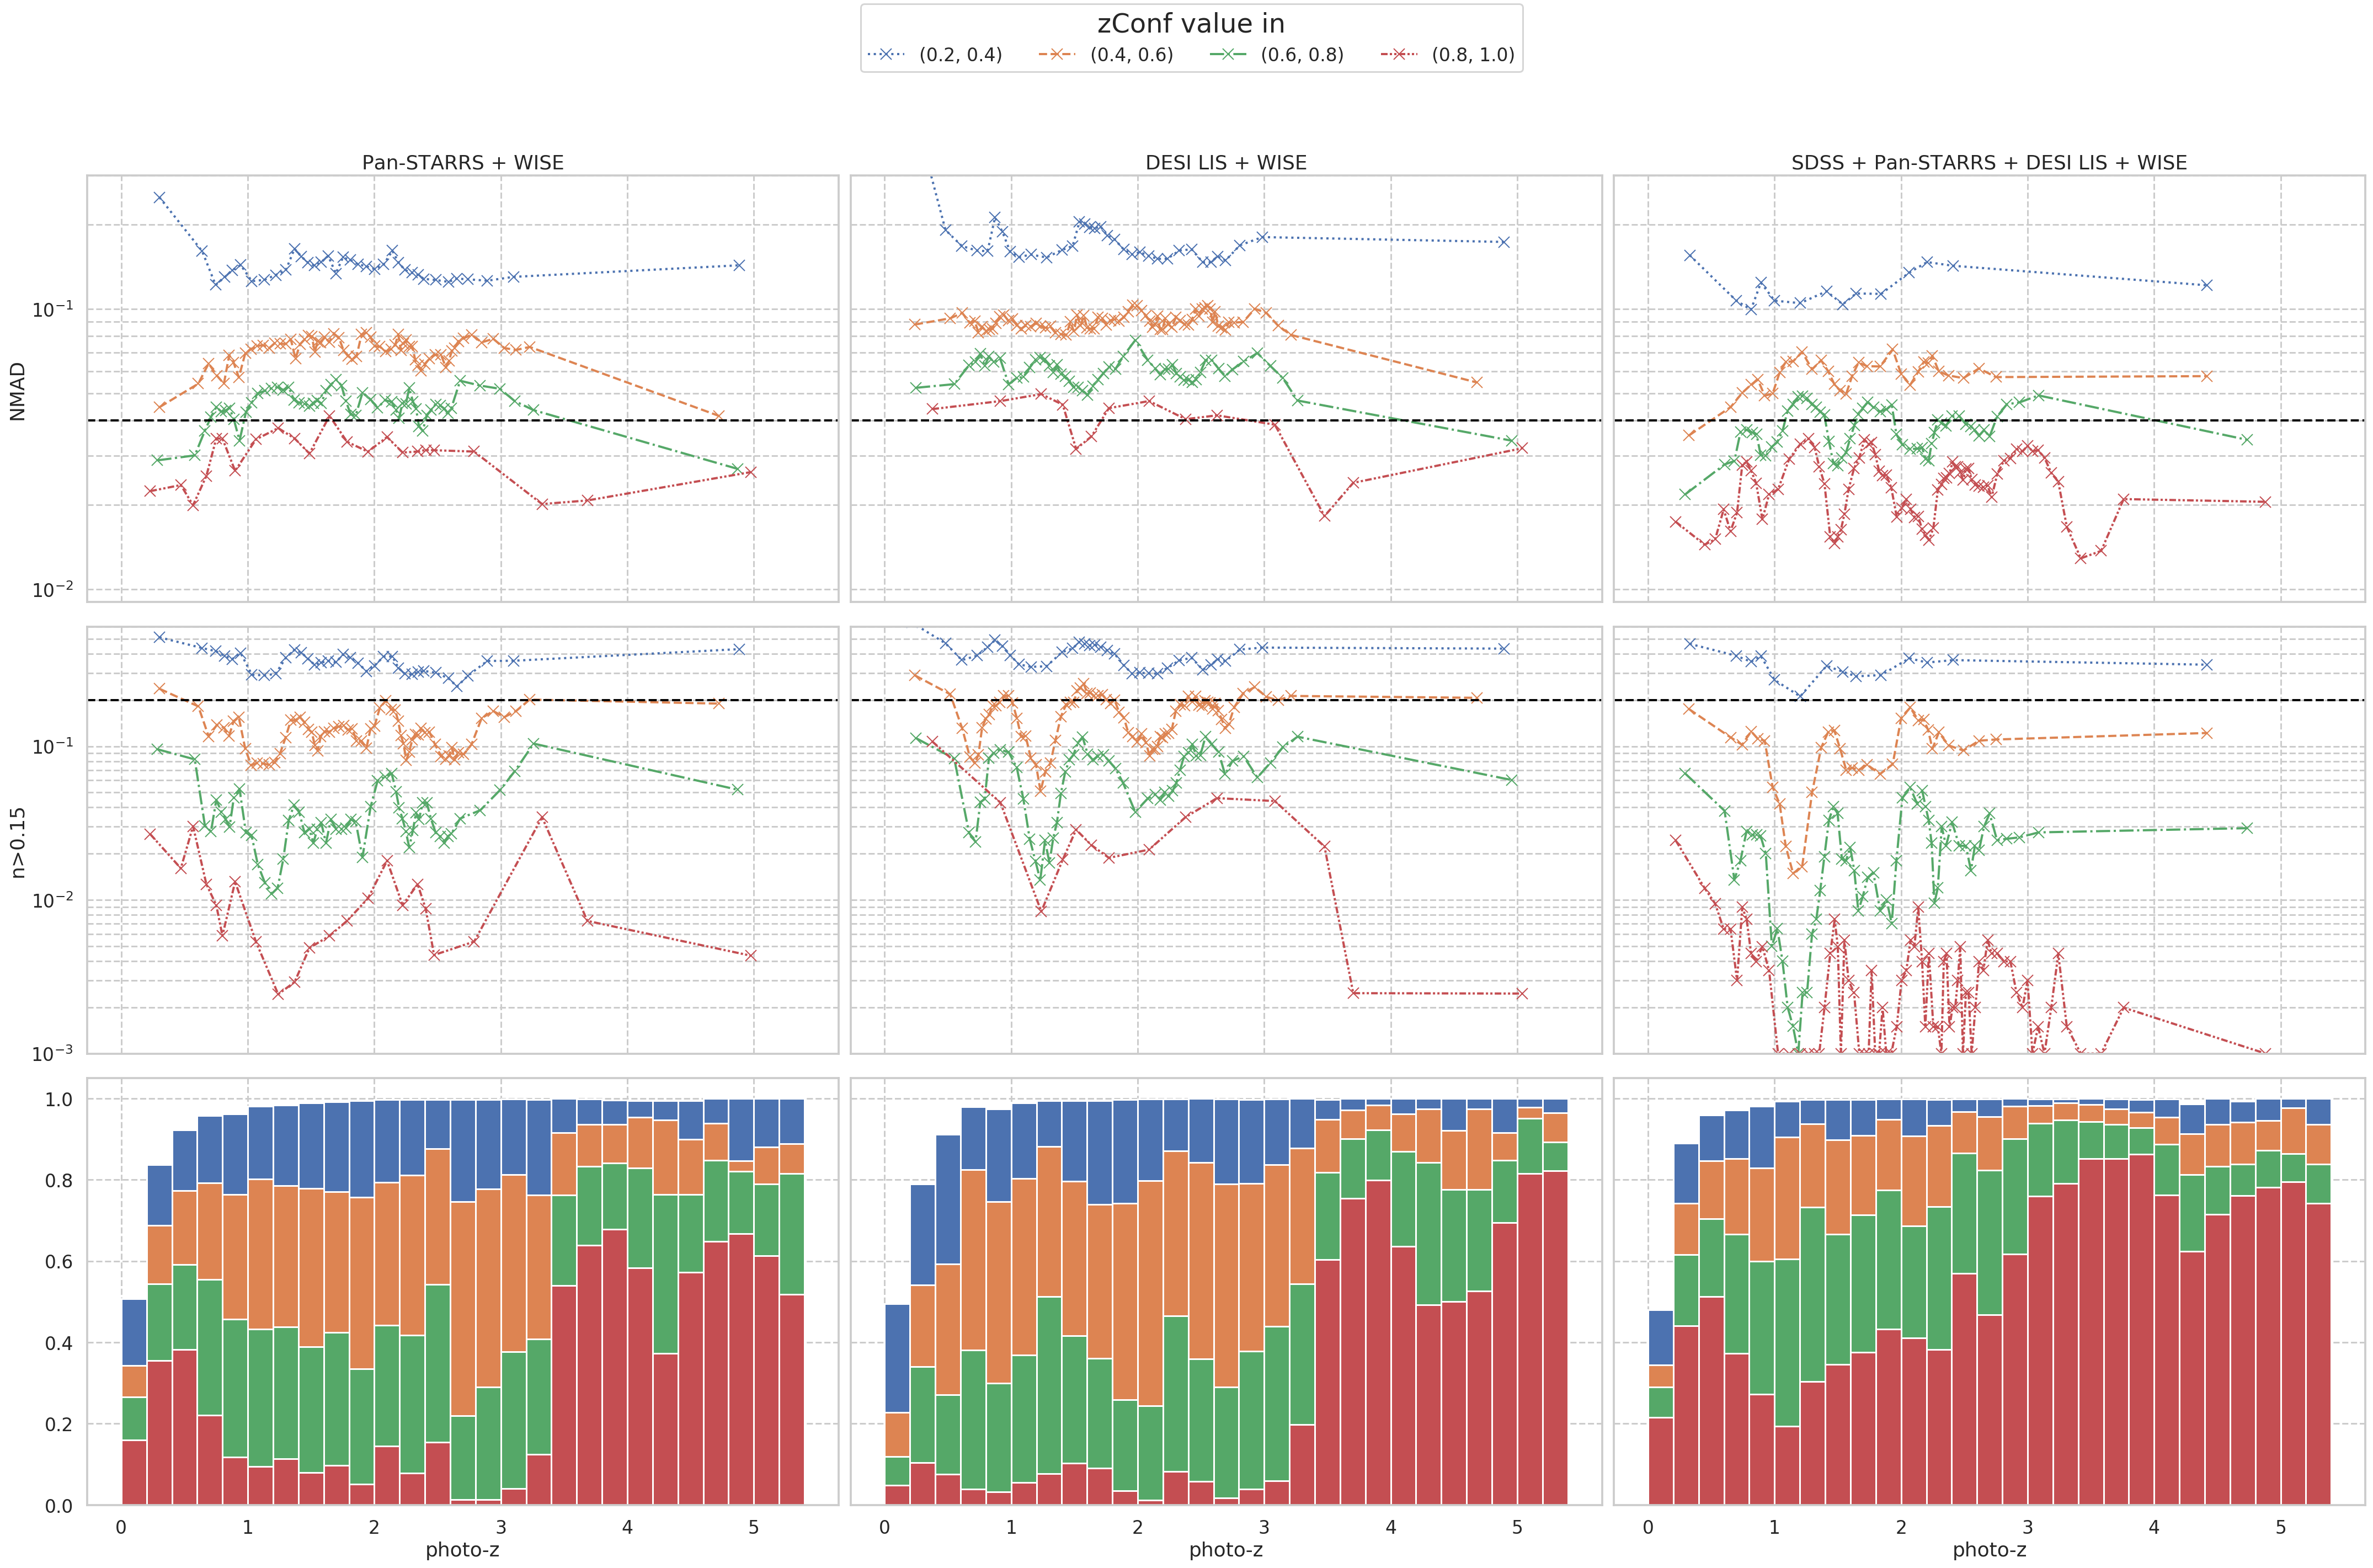 zConf value in
(0.2, 0.4) (0.4, 0.6) (0.6, 0.8) (0.8, 1.0)
Pan-STARRS + WISE
DESI LIS + WISE
SDSS + Pan-STARRS + DESI LIS + WISE
NMAD
10⁻¹
10⁻²
n>0.15
10⁻¹
10⁻²
10⁻³
1.0
0.8
0.6
0.4
0.2
0.0
0 1 2 3 4 5
0 1 2 3 4 5
0 1 2 3 4 5
photo-z
photo-z
photo-z